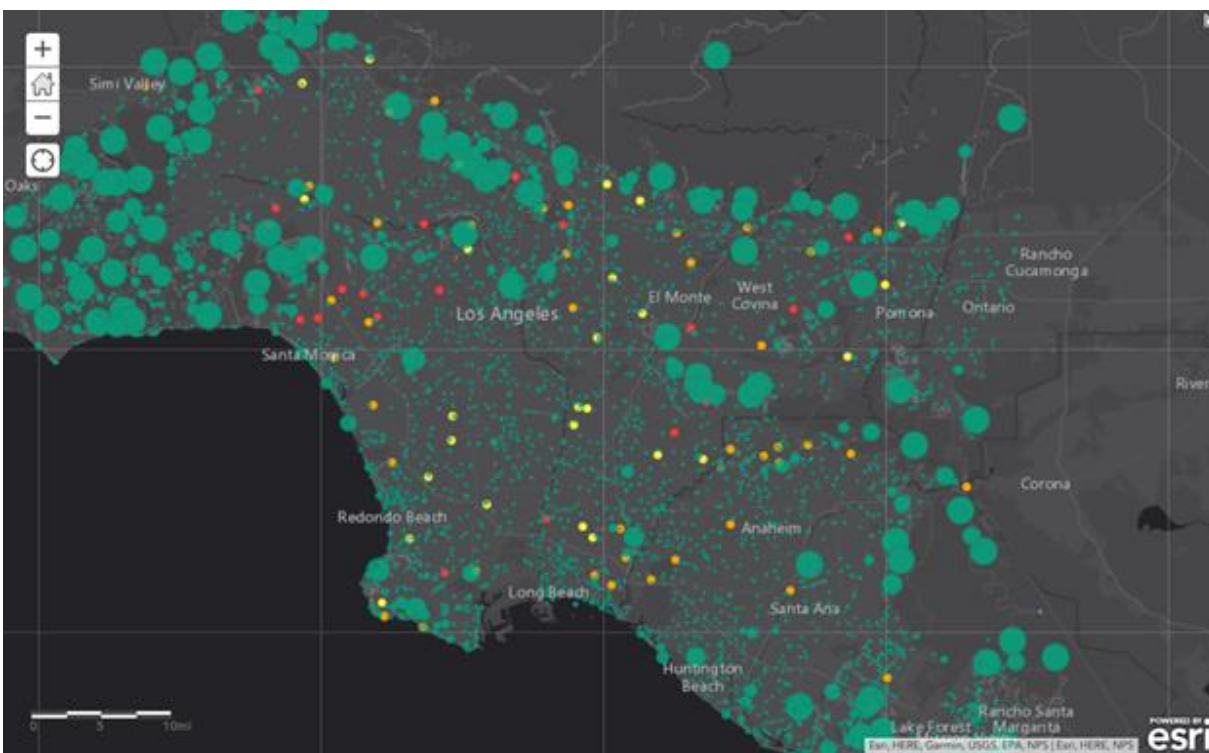 +
Simi Valley
−
Oaks
Rancho
Cucamonga
West
Covina
El Monte
Los Angeles
Pomona
Ontario
Santa Monica
River
Corona
Redondo Beach
Anaheim
Long Beach
Santa Ana
Huntington
Beach
Rancho Santa
Margarita
Lake Forest
0 5 10mi
POWERED BY
esri
Esri, HERE, Garmin, USGS, EPA, NPS | Esri, HERE, NPS